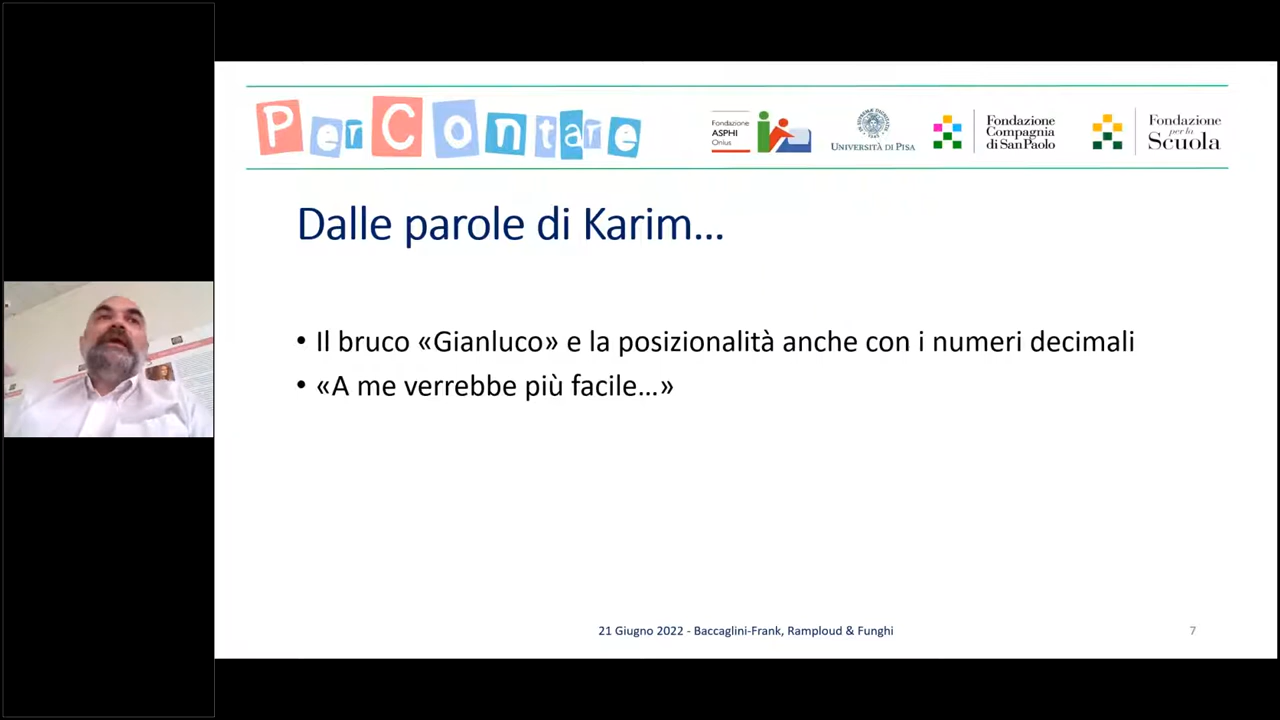 PerContare
Fondazione
ASPHI
Onlus
UNIVERSITÀ DI PISA
Fondazione
Compagnia
di SanPaolo
Fondazione
per la
Scuola
Dalle parole di Karim...
• Il bruco «Gianluco» e la posizionalità anche con i numeri decimali
• «A me verrebbe più facile...»
21 Giugno 2022 - Baccaglini-Frank, Ramploud & Funghi
7